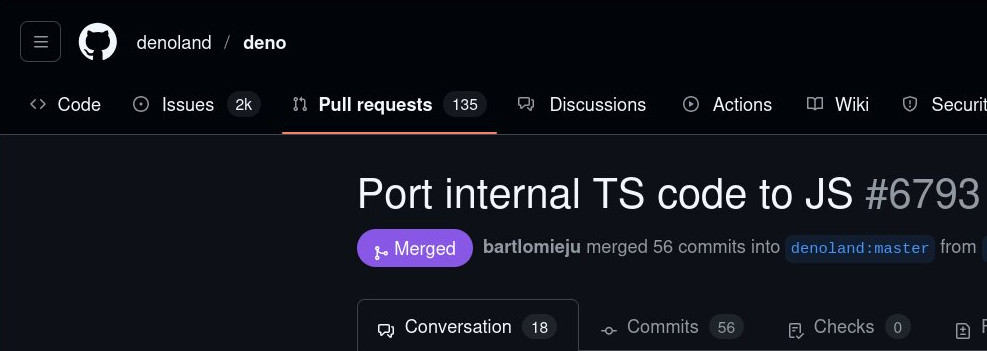 denoland / deno
Code Issues 2k Pull requests 135 Discussions Actions Wiki Securit
Port internal TS code to JS #6793
Merged bartlomieju merged 56 commits into denoland:master from
Conversation 18 Commits 56 Checks 0